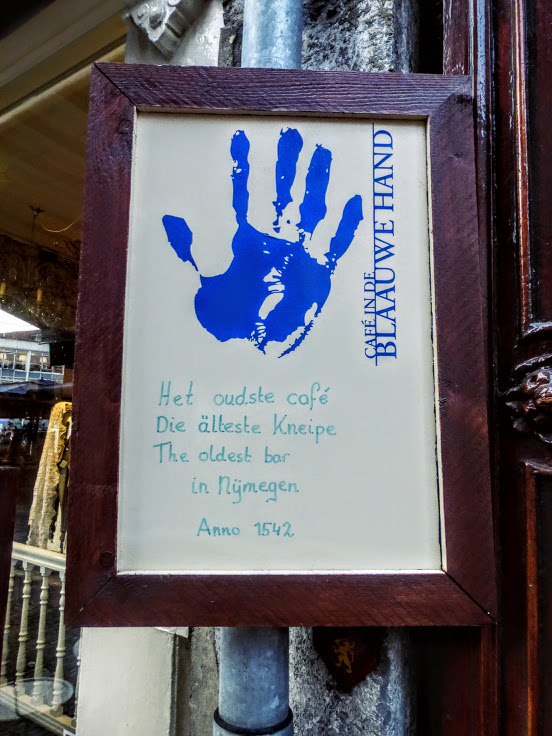 CAFÉ IN DE
BLAAUWE HAND
Het oudste café
Die älteste Kneipe
The oldest bar
in Nijmegen
Anno 1542